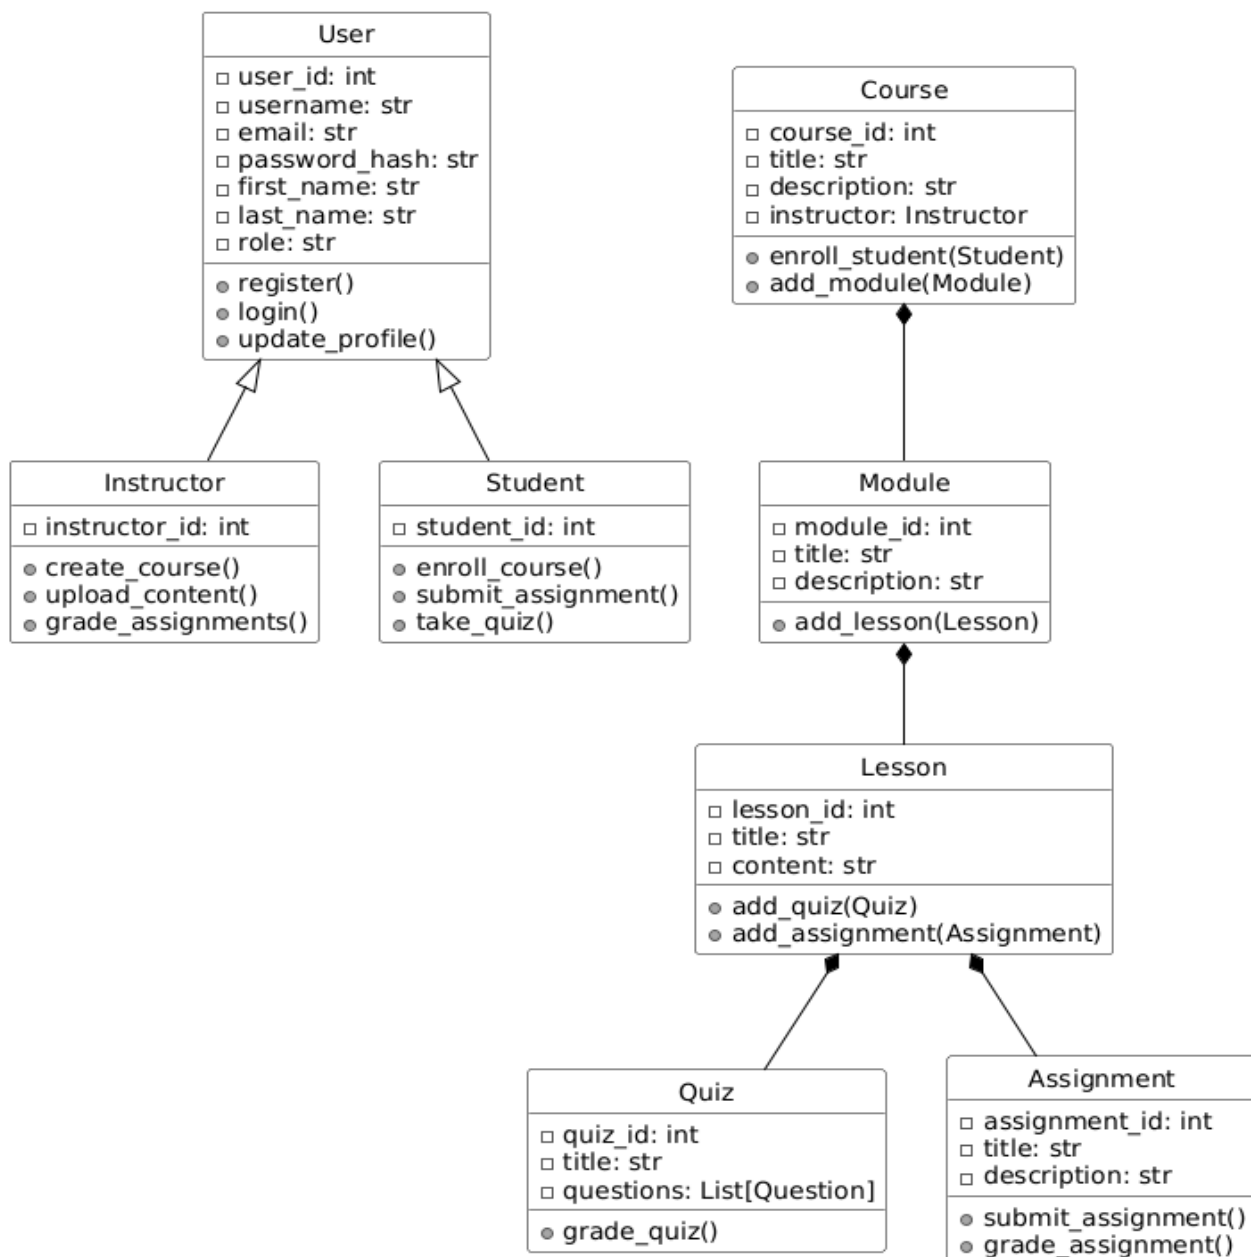 User
user_id: int
username: str
email: str
password_hash: str
first_name: str
last_name: str
role: str
register()
login()
update_profile()
Course
course_id: int
title: str
description: str
instructor: Instructor
enroll_student(Student)
add_module(Module)
Instructor
instructor_id: int
create_course()
upload_content()
grade_assignments()
Student
student_id: int
enroll_course()
submit_assignment()
take_quiz()
Module
module_id: int
title: str
description: str
add_lesson(Lesson)
Lesson
lesson_id: int
title: str
content: str
add_quiz(Quiz)
add_assignment(Assignment)
Quiz
quiz_id: int
title: str
questions: List[Question]
grade_quiz()
Assignment
assignment_id: int
title: str
description: str
submit_assignment()
grade_assignment()